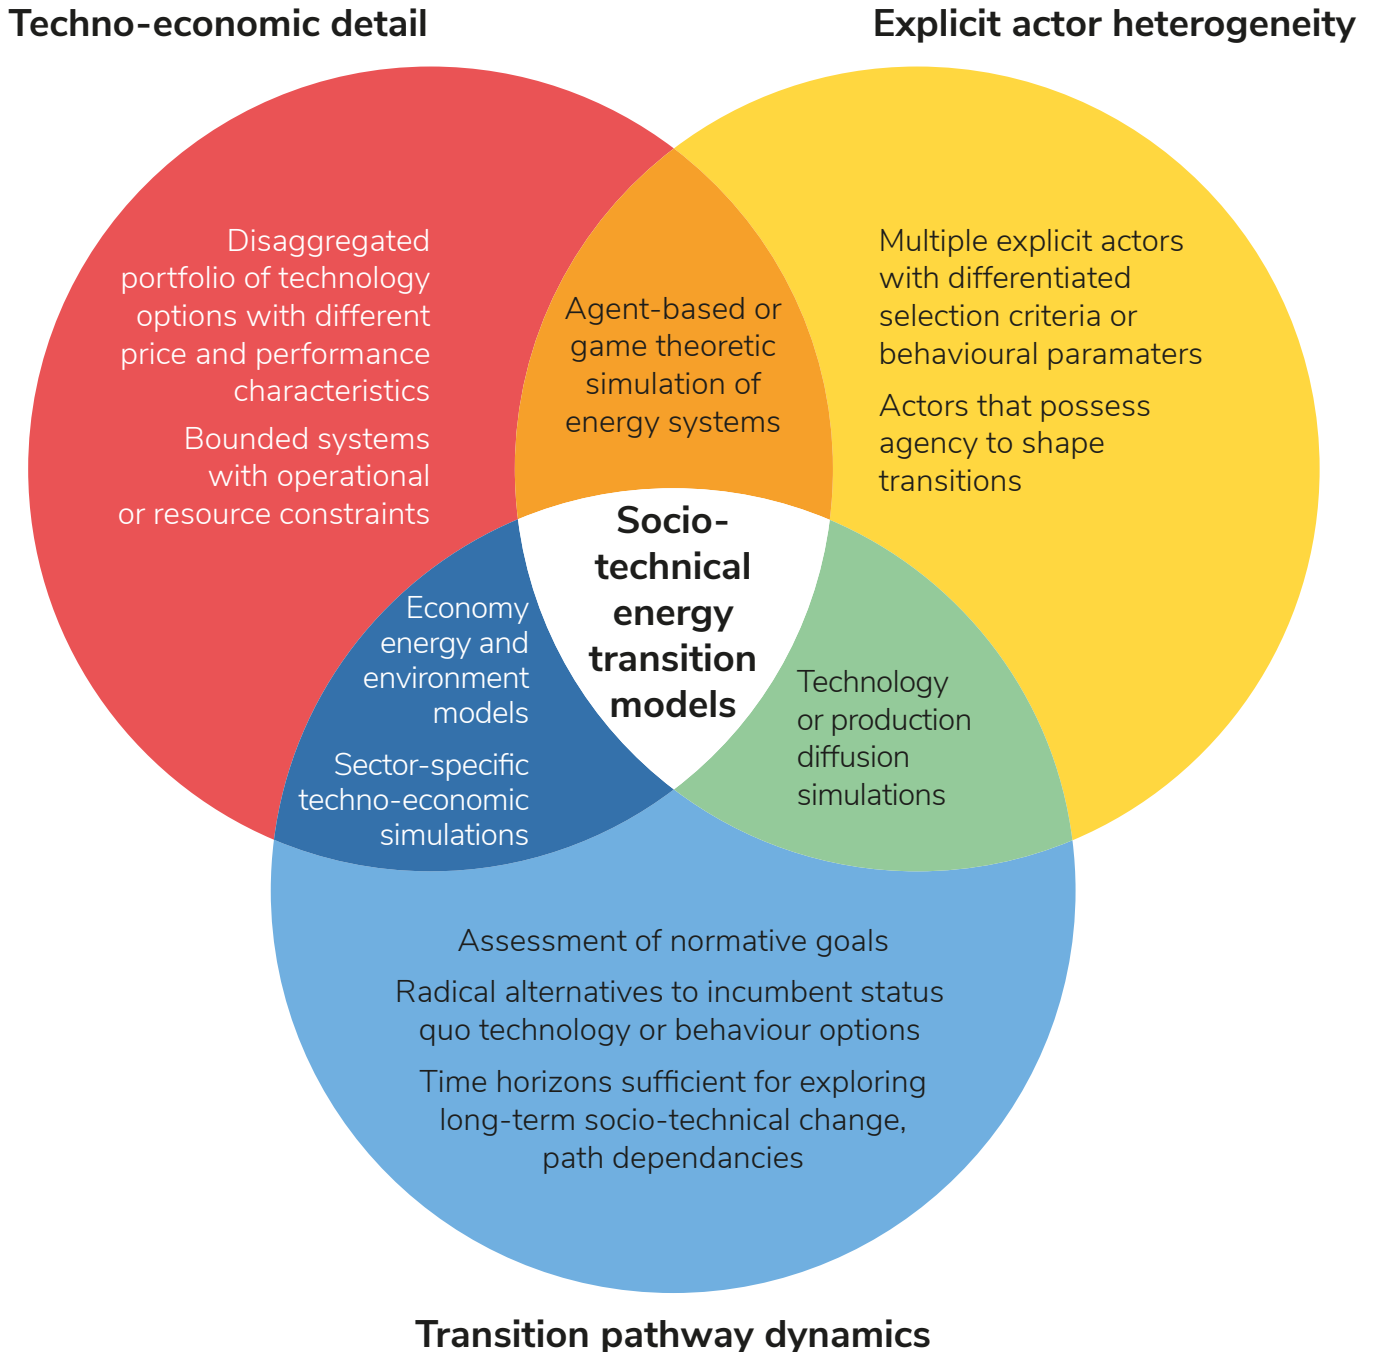 Techno-economic detail
Explicit actor heterogeneity
Disaggregated
portfolio of technology
options with different
price and performance
characteristics
Bounded systems
with operational
or resource constraints
Agent-based or
game theoretic
simulation of
energy systems
Multiple explicit actors
with differentiated
selection criteria or
behavioural paramaters
Actors that possess
agency to shape
transitions
Socio-
technical
energy
transition
models
Economy
energy and
environment
models
Sector-specific
techno-economic
simulations
Technology
or production
diffusion
simulations
Assessment of normative goals
Radical alternatives to incumbent status
quo technology or behaviour options
Time horizons sufficient for exploring
long-term socio-technical change,
path dependancies
Transition pathway dynamics